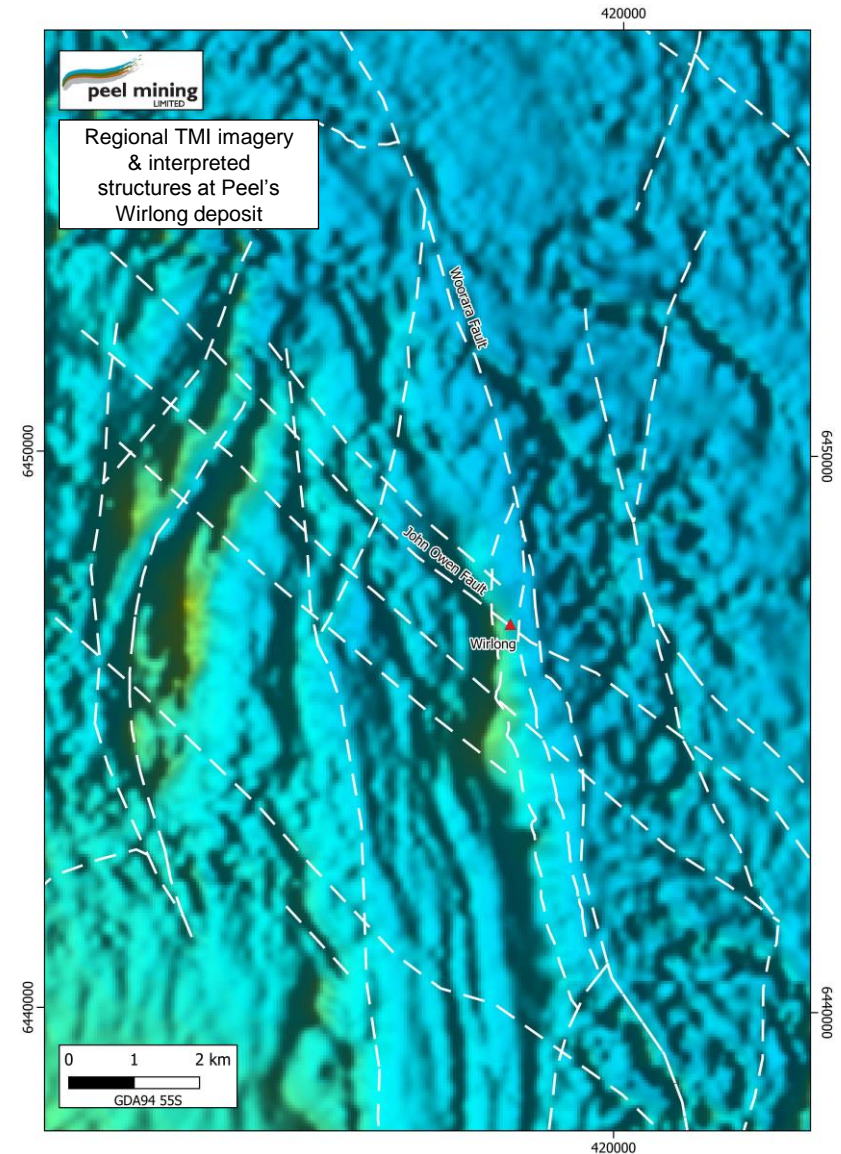 420000
peel mining
LIMITED
Regional TMI imagery
& interpreted
structures at Peel's
Wirlong deposit
Woorara Fault
6450000
6450000
John Owen Fault
Wirlong
6440000
6440000
0 1 2 km
GDA94 55S
420000